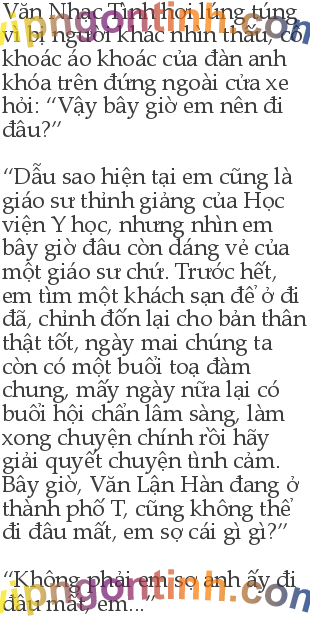 Văn Nhạc Tình hơi lúng túng
vì bị người khác nhìn thấu, cô
khoác áo khoác của đàn anh
khóa trên đứng ngoài cửa xe
hỏi: “Vậy bây giờ em nên đi
đâu?”
“Dẫu sao hiện tại em cũng là
giáo sư thỉnh giảng của Học
viện Y học, nhưng nhìn em
bây giờ đâu còn dáng vẻ của
một giáo sư chứ. Trước hết,
em tìm một khách sạn để ở đi
đã, chỉnh đốn lại cho bản thân
thật tốt, ngày mai chúng ta
còn có một buổi toạ đàm
chung, mấy ngày nữa lại có
buổi hội chẩn lâm sàng, làm
xong chuyện chính rồi hãy
giải quyết chuyện tình cảm.
Bây giờ, Văn Lận Hàn đang ở
thành phố T, cũng không thể
đi đâu mất, em sợ cái gì gì?”
“Không phải em sợ anh ấy đi
đâu mất, em...”
vipngontinh.com
vipngontinh.com